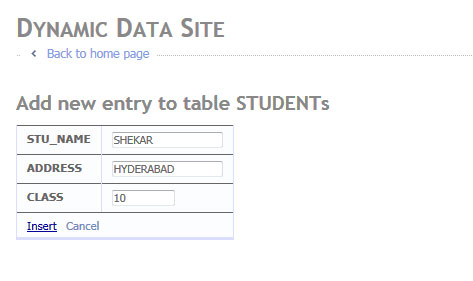 DYNAMIC DATA SITE
Back to home page
Add new entry to table STUDENTs
STU_NAME SHEKAR
ADDRESS HYDERABAD
CLASS 10
Insert Cancel